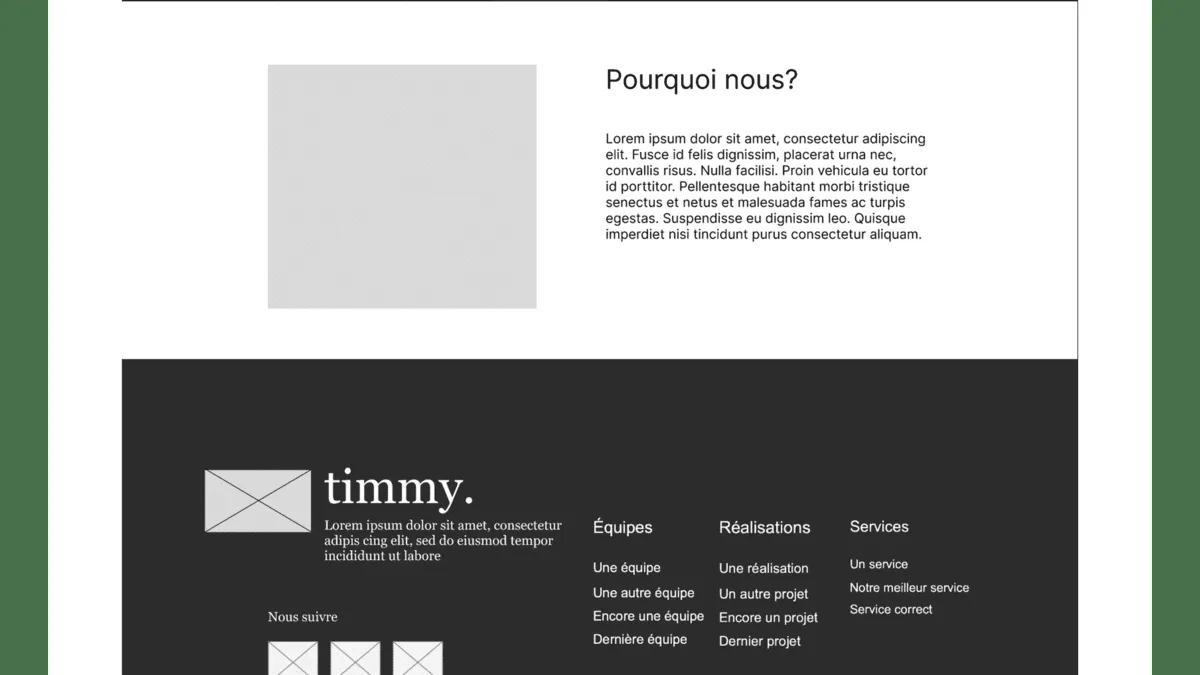 Pourquoi nous?
Lorem ipsum dolor sit amet, consectetur adipiscing
elit. Fusce id felis dignissim, placerat urna nec,
convallis risus. Nulla facilisi. Proin vehicula eu tortor
id porttitor. Pellentesque habitant morbi tristique
senectus et netus et malesuada fames ac turpis
egestas. Suspendisse eu dignissim leo. Quisque
imperdiet nisi tincidunt purus consectetur aliquam.
timmy.
Lorem ipsum dolor sit amet, consectetur
adipis cing elit, sed do eiusmod tempor
incididunt ut labore
Nous suivre
Équipes
Une équipe
Une autre équipe
Encore une équipe
Dernière équipe
Réalisations
Une réalisation
Un autre projet
Encore un projet
Dernier projet
Services
Un service
Notre meilleur service
Service correct